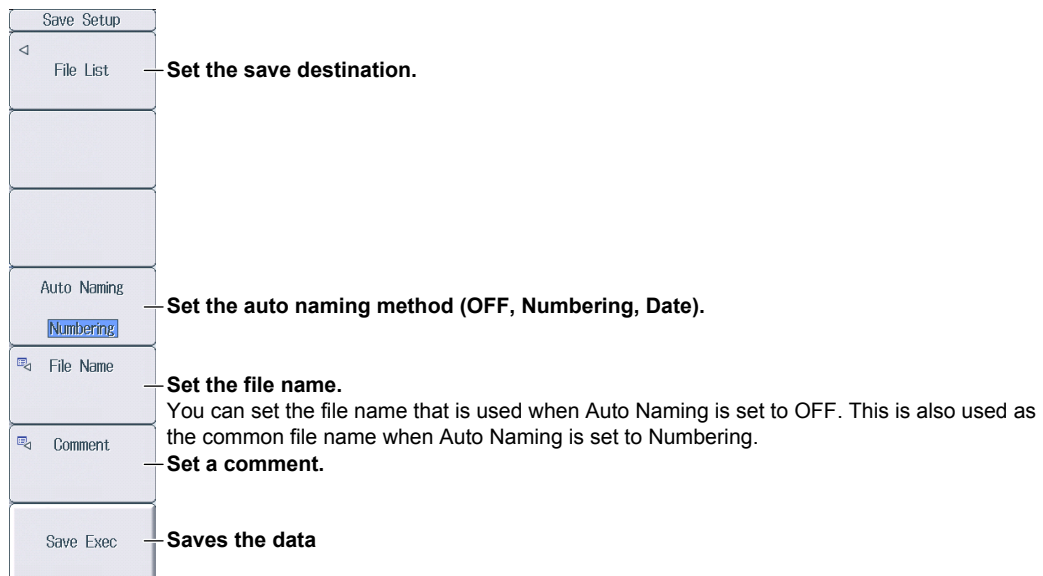 Save Setup
File List
Set the save destination.
Auto Naming
Numbering
Set the auto naming method (OFF, Numbering, Date).
File Name
Set the file name.
You can set the file name that is used when Auto Naming is set to OFF. This is also used as
the common file name when Auto Naming is set to Numbering.
Comment
Set a comment.
Save Exec
Saves the data